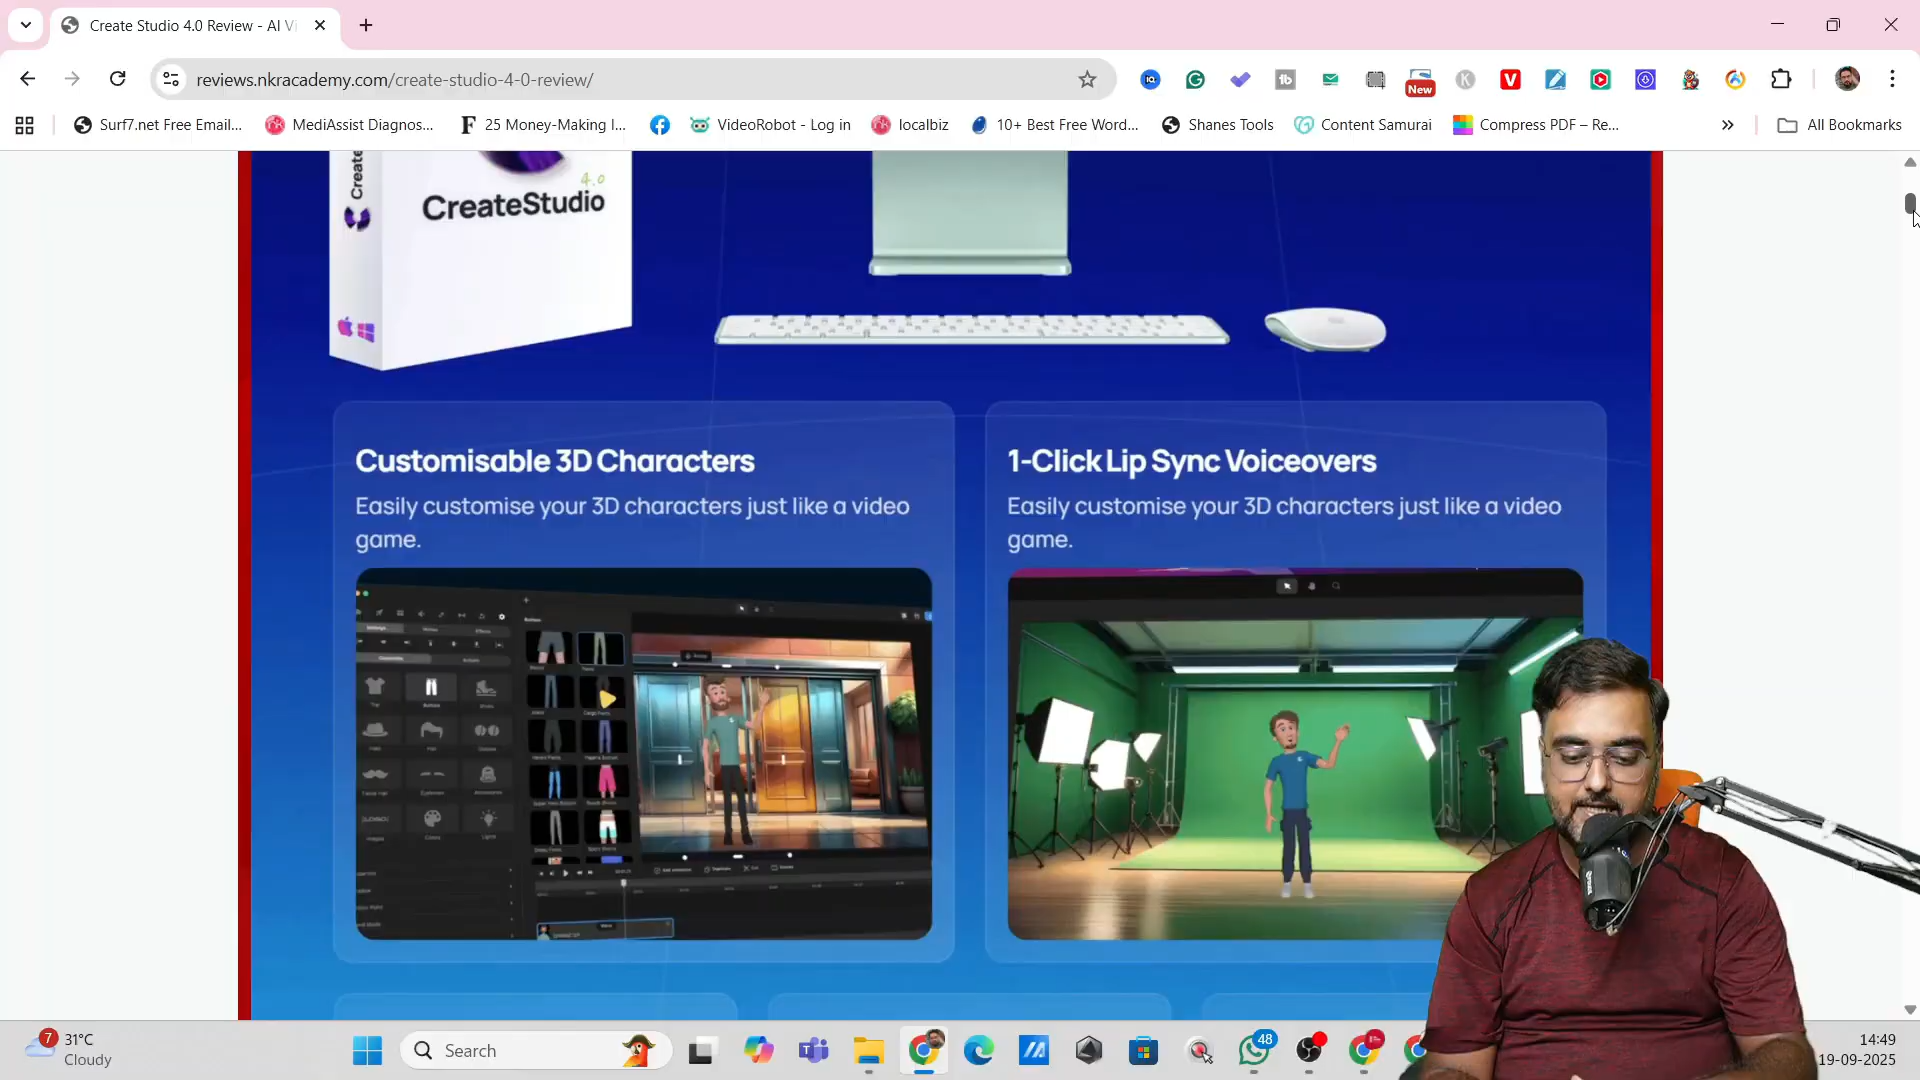 Create Studio 4.0 Review - AI Vi
reviews.nkracademy.com/create-studio-4-0-review/
New
Surf7.net Free Email...
MediAssist Diagnos...
25 Money-Making I...
VideoRobot - Log in
localbiz
10+ Best Free Word...
Shanes Tools
Content Samurai
Compress PDF – Re...
All Bookmarks
Create
4.0
CreateStudio
Customisable 3D Characters
Easily customise your 3D characters just like a video
game.
1-Click Lip Sync Voiceovers
Easily customise your 3D characters just like a video
game.
7
31°C
Cloudy
Search
48
14:49
19-09-2025